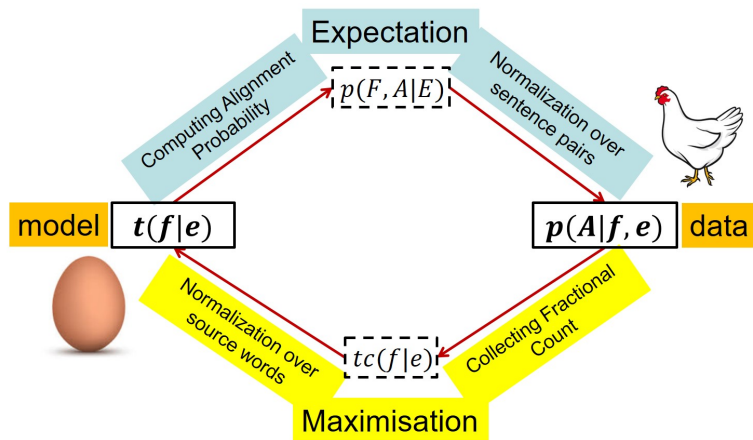 Expectation
p(F, A|E)
Computing Alignment
Probability
Normalization over
sentence pairs
model
t(f|e)
p(A|f, e)
data
Normalization over
source words
tc(f|e)
Collecting Fractional
Count
Maximisation